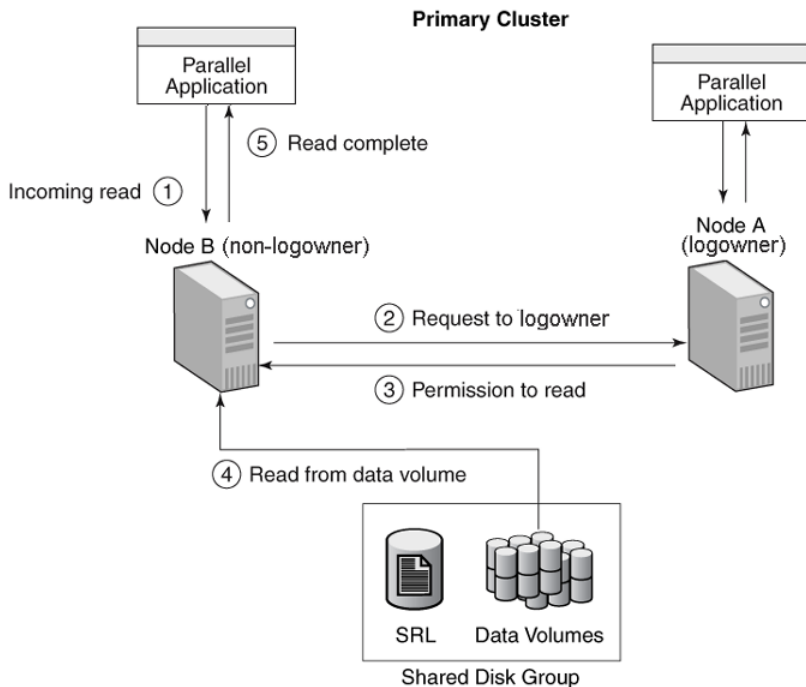 Primary Cluster
Parallel
Application
Parallel
Application
5 Read complete
Incoming read 1
Node B (non-logowner)
Node A
(logowner)
2 Request to logowner
3 Permission to read
4 Read from data volume
SRL
Data Volumes
Shared Disk Group